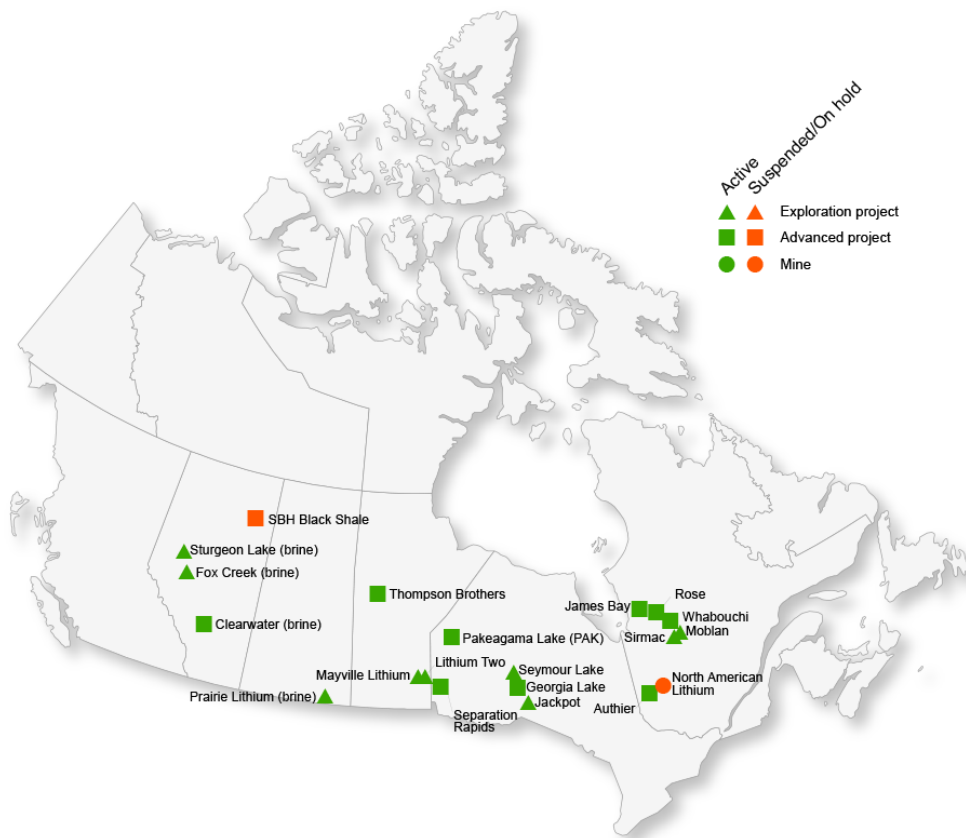 Active
Suspended/On hold
Exploration project
Advanced project
Mine
SBH Black Shale
Sturgeon Lake (brine)
Fox Creek (brine)
Thompson Brothers
Clearwater (brine)
Rose
James Bay
Whabouchi
Moblan
Sirmac
Pakeagama Lake (PAK)
Lithium Two
Mayville Lithium
Seymour Lake
Georgia Lake
Jackpot
North American
Lithium
Prairie Lithium (brine)
Authier
Separation
Rapids